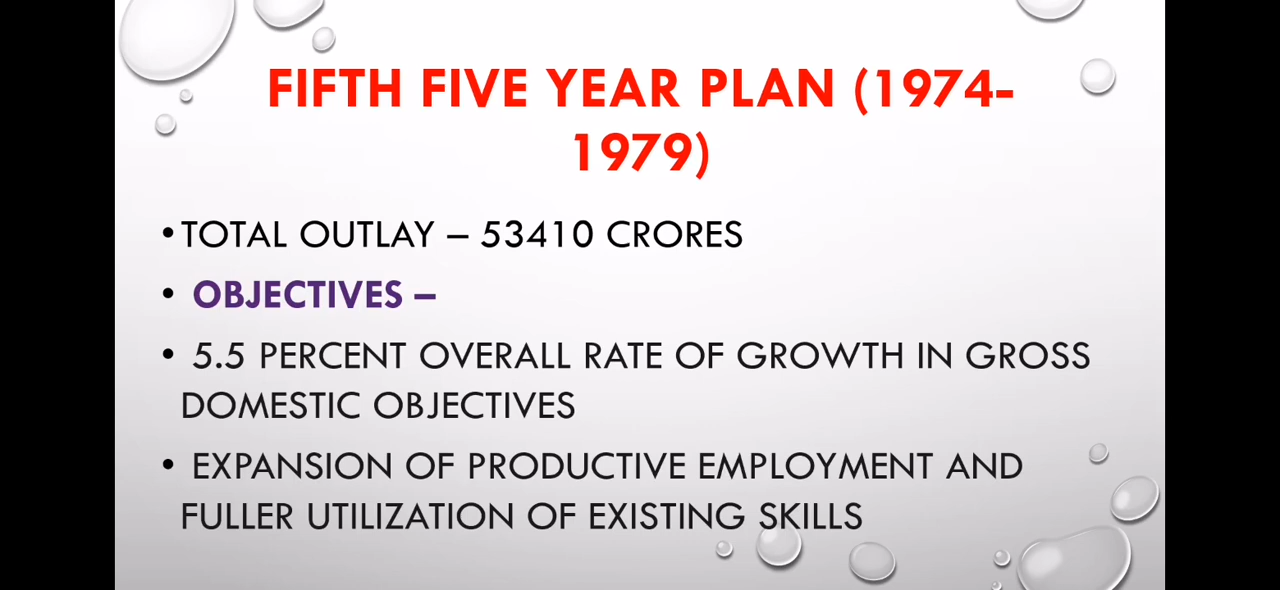 FIFTH FIVE YEAR PLAN (1974-
1979)
•TOTAL OUTLAY – 53410 CRORES
• OBJECTIVES –
• 5.5 PERCENT OVERALL RATE OF GROWTH IN GROSS
DOMESTIC OBJECTIVES
• EXPANSION OF PRODUCTIVE EMPLOYMENT AND
FULLER UTILIZATION OF EXISTING SKILLS